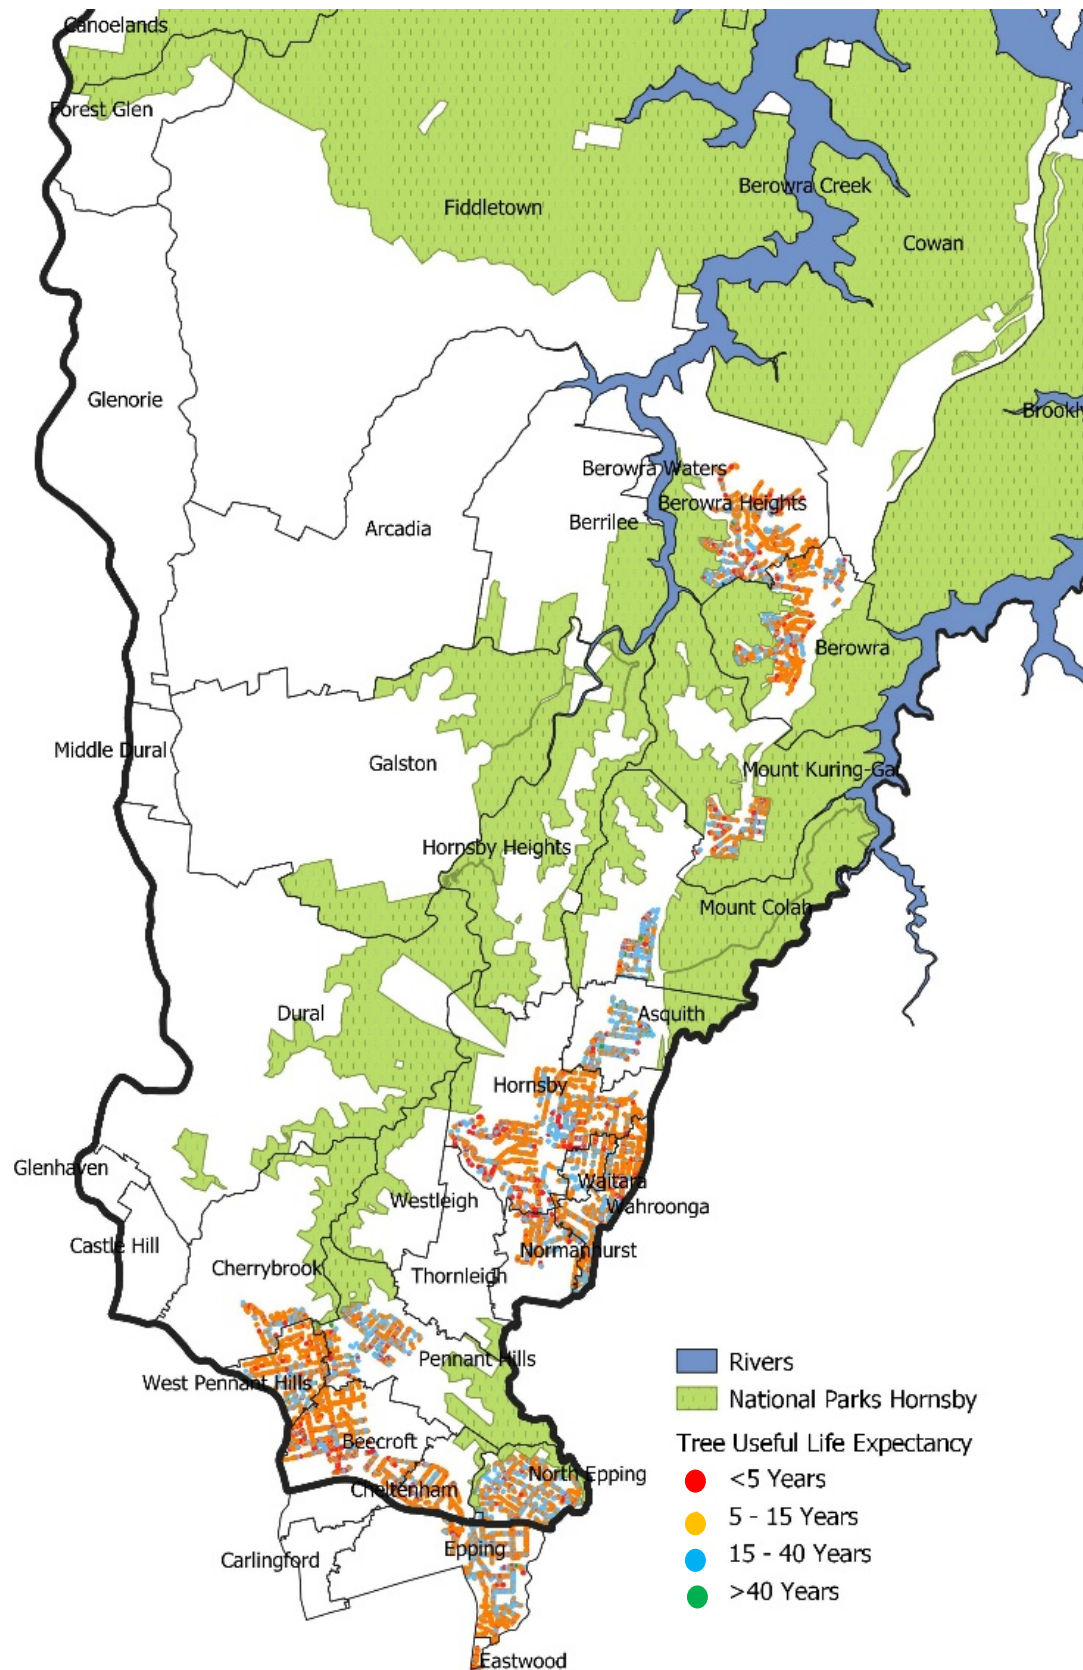 Canoelands
Forest Glen
Berowra Creek
Fiddletown
Cowan
Glenorie
Brookly
Berowra Waters
Berowra Heights
Berrilee
Arcadia
Berowra
Middle Dural
Galston
Mount Kuring-Gai
Hornsby Heights
Mount Colah
Dural
Asquith
Hornsby
Glenhaven
Waitara
Westleigh
Wahroonga
Castle Hill
Normanhurst
Cherrybrook
Thornleigh
Pennant Hills
West Pennant Hills
Beecroft
North Epping
Cheltenham
Epping
Carlingford
Eastwood
Rivers
National Parks Hornsby
Tree Useful Life Expectancy
<5 Years
5 - 15 Years
15 - 40 Years
>40 Years